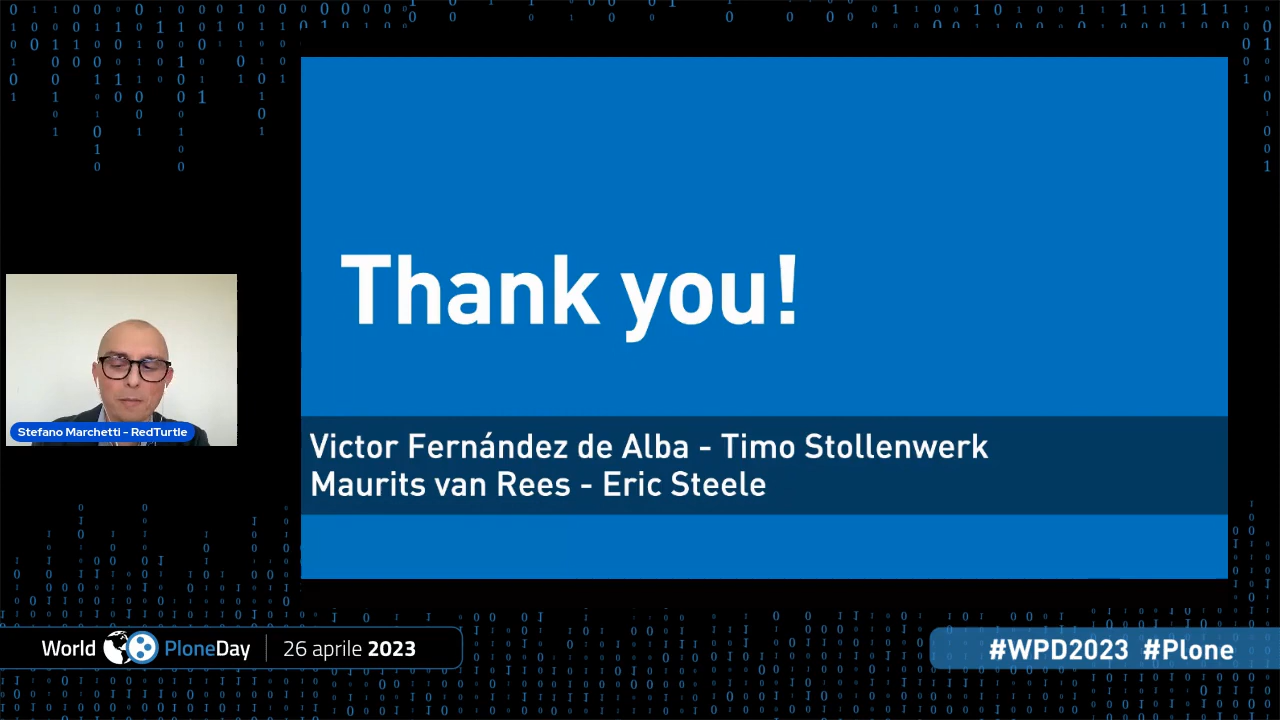 Thank you!
Victor Fernández de Alba - Timo Stollenwerk
Maurits van Rees - Eric Steele
Stefano Marchetti - RedTurtle
World PloneDay | 26 aprile 2023
#WPD2023 #Plone